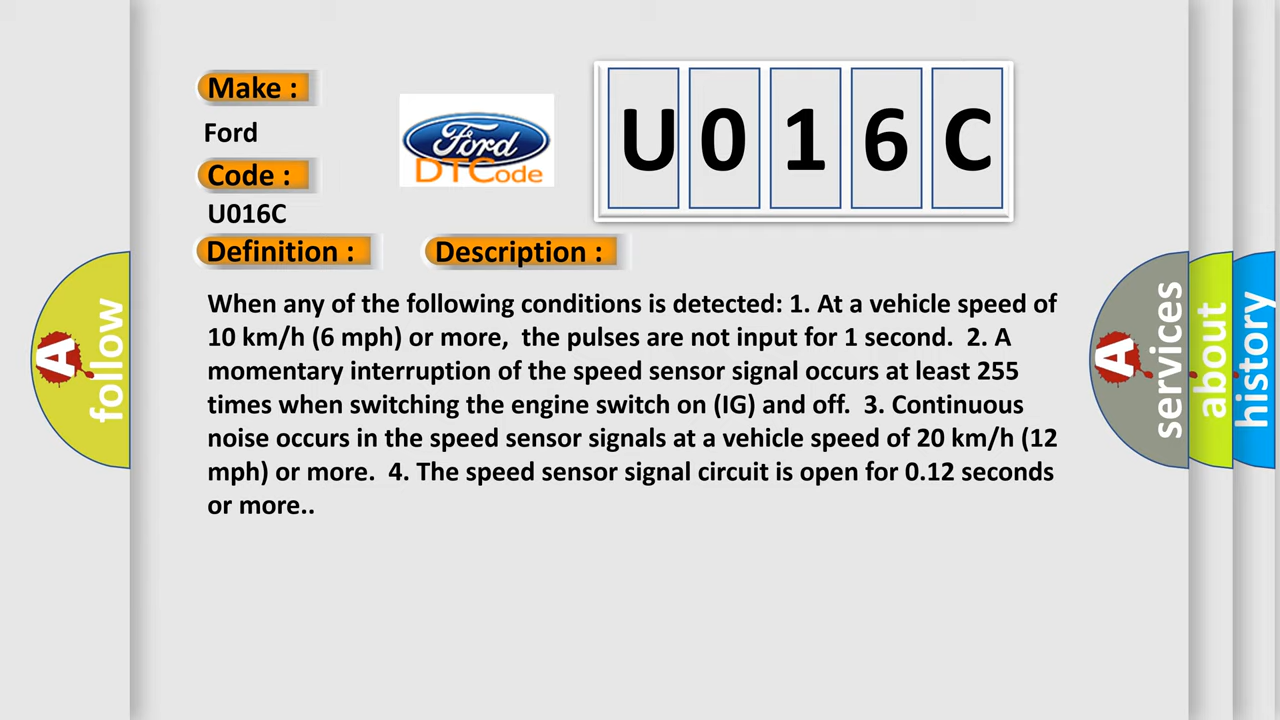 Make :
Ford
Code :
U016C
Definition :
Description :
Ford
DTCode
U016C
When any of the following conditions is detected: 1. At a vehicle speed of
10 km/h (6 mph) or more,  the pulses are not input for 1 second.  2. A
momentary interruption of the speed sensor signal occurs at least 255
times when switching the engine switch on (IG) and off.  3. Continuous
noise occurs in the speed sensor signals at a vehicle speed of 20 km/h (12
mph) or more.  4. The speed sensor signal circuit is open for 0.12 seconds
or more..
A
follow
A
services
about
history